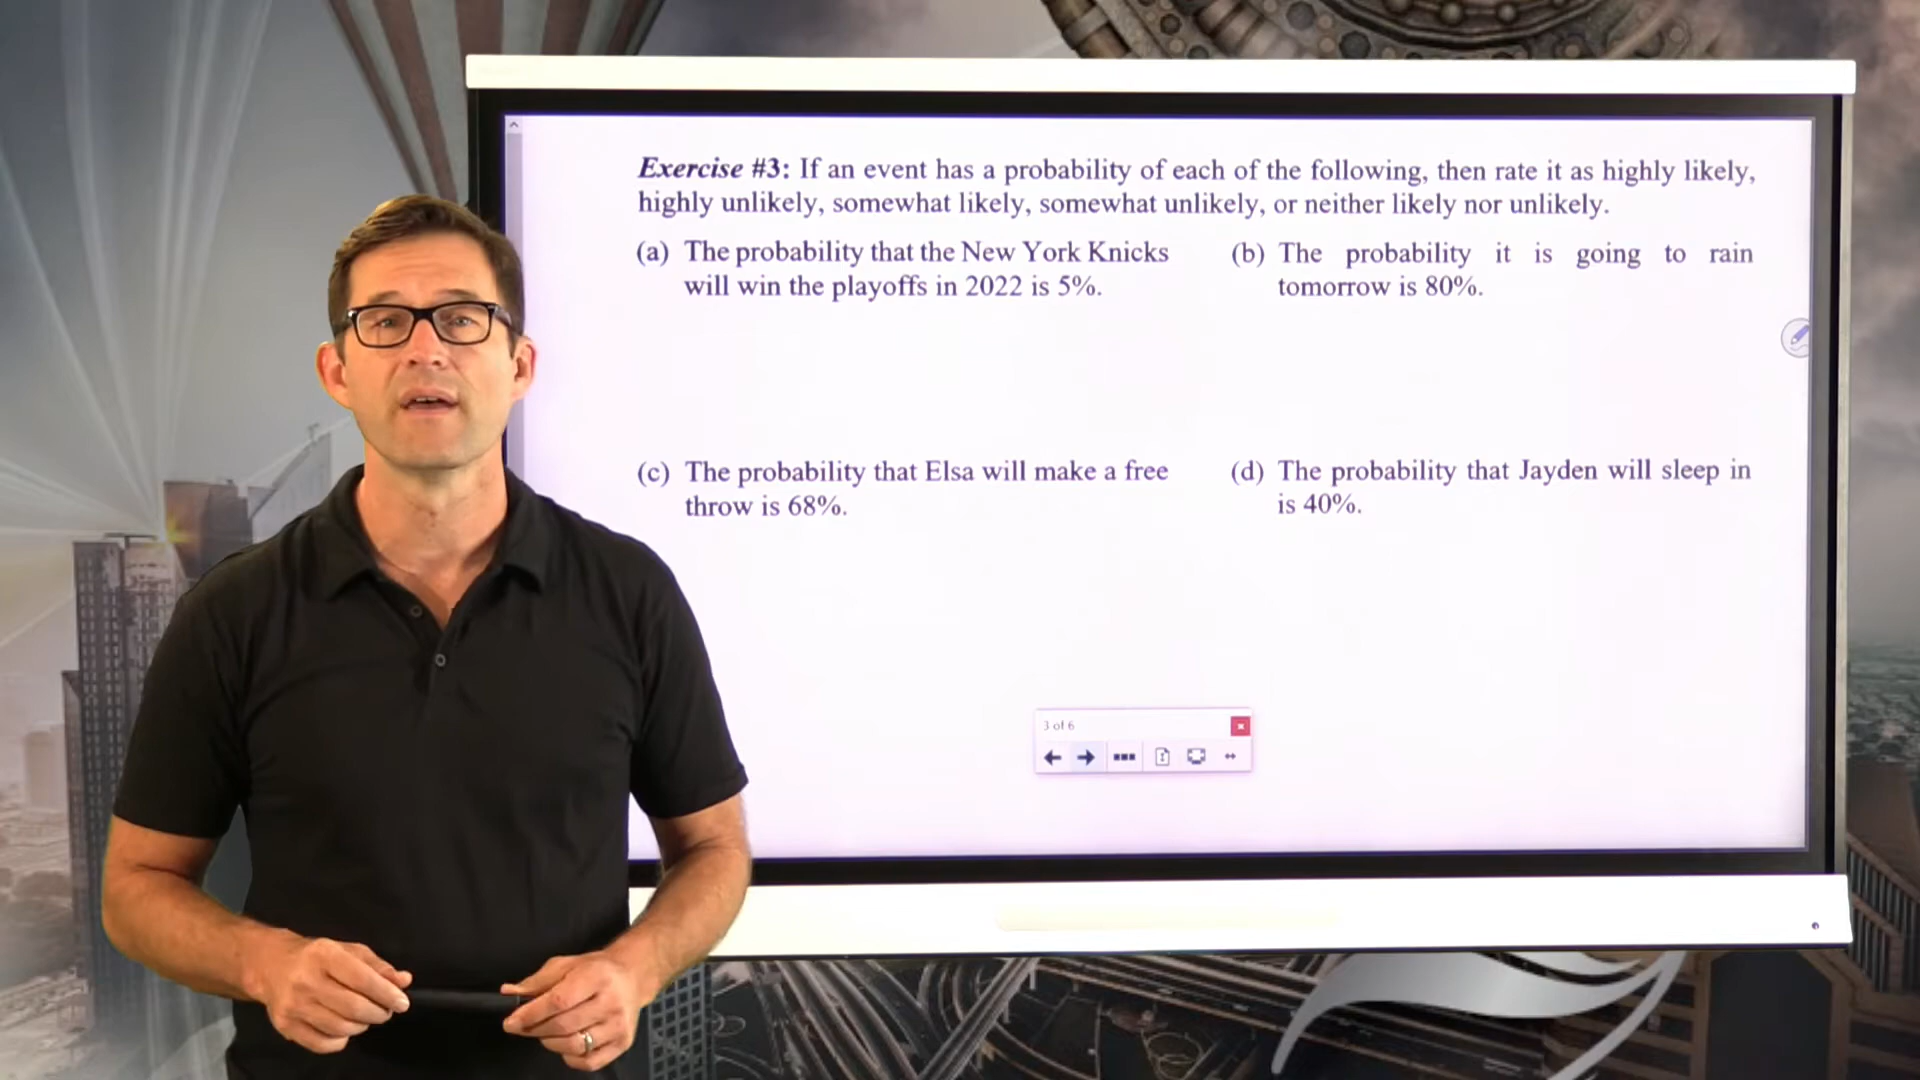 Exercise #3: If an event has a probability of each of the following, then rate it as highly likely,
highly unlikely, somewhat likely, somewhat unlikely, or neither likely nor unlikely.
(a) The probability that the New York Knicks
will win the playoffs in 2022 is 5%.
(b) The probability it is going to rain
tomorrow is 80%.
(c) The probability that Elsa will make a free
throw is 68%.
(d) The probability that Jayden will sleep in
is 40%.
3 of 6